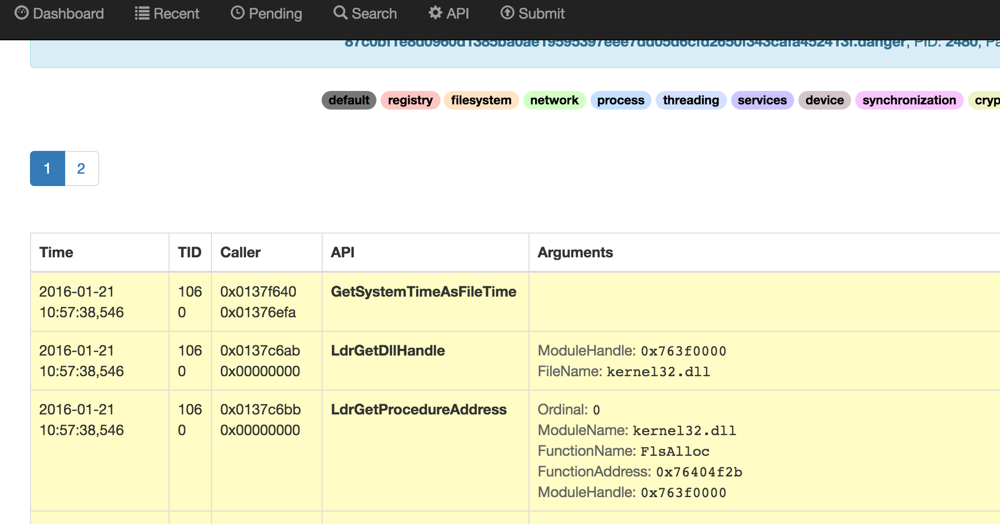 Dashboard Recent Pending Search API Submit
87c0bf1e8d0960d1385ba0ae19595397eee7dd05d6cfd2650f343cafa452413f.danger, PID: 2480, Pa
default registry filesystem network process threading services device synchronization cryp
1 2
Time TID Caller API Arguments
2016-01-21 106 0x0137f640 GetSystemTimeAsFileTime
10:57:38,546 0 0x01376efa
2016-01-21 106 0x0137c6ab LdrGetDllHandle ModuleHandle: 0x763f0000
10:57:38,546 0 0x00000000 FileName: kernel32.dll
2016-01-21 106 0x0137c6bb LdrGetProcedureAddress Ordinal: 0
10:57:38,546 0 0x00000000 ModuleName: kernel32.dll
FunctionName: FlsAlloc
FunctionAddress: 0x76404f2b
ModuleHandle: 0x763f0000